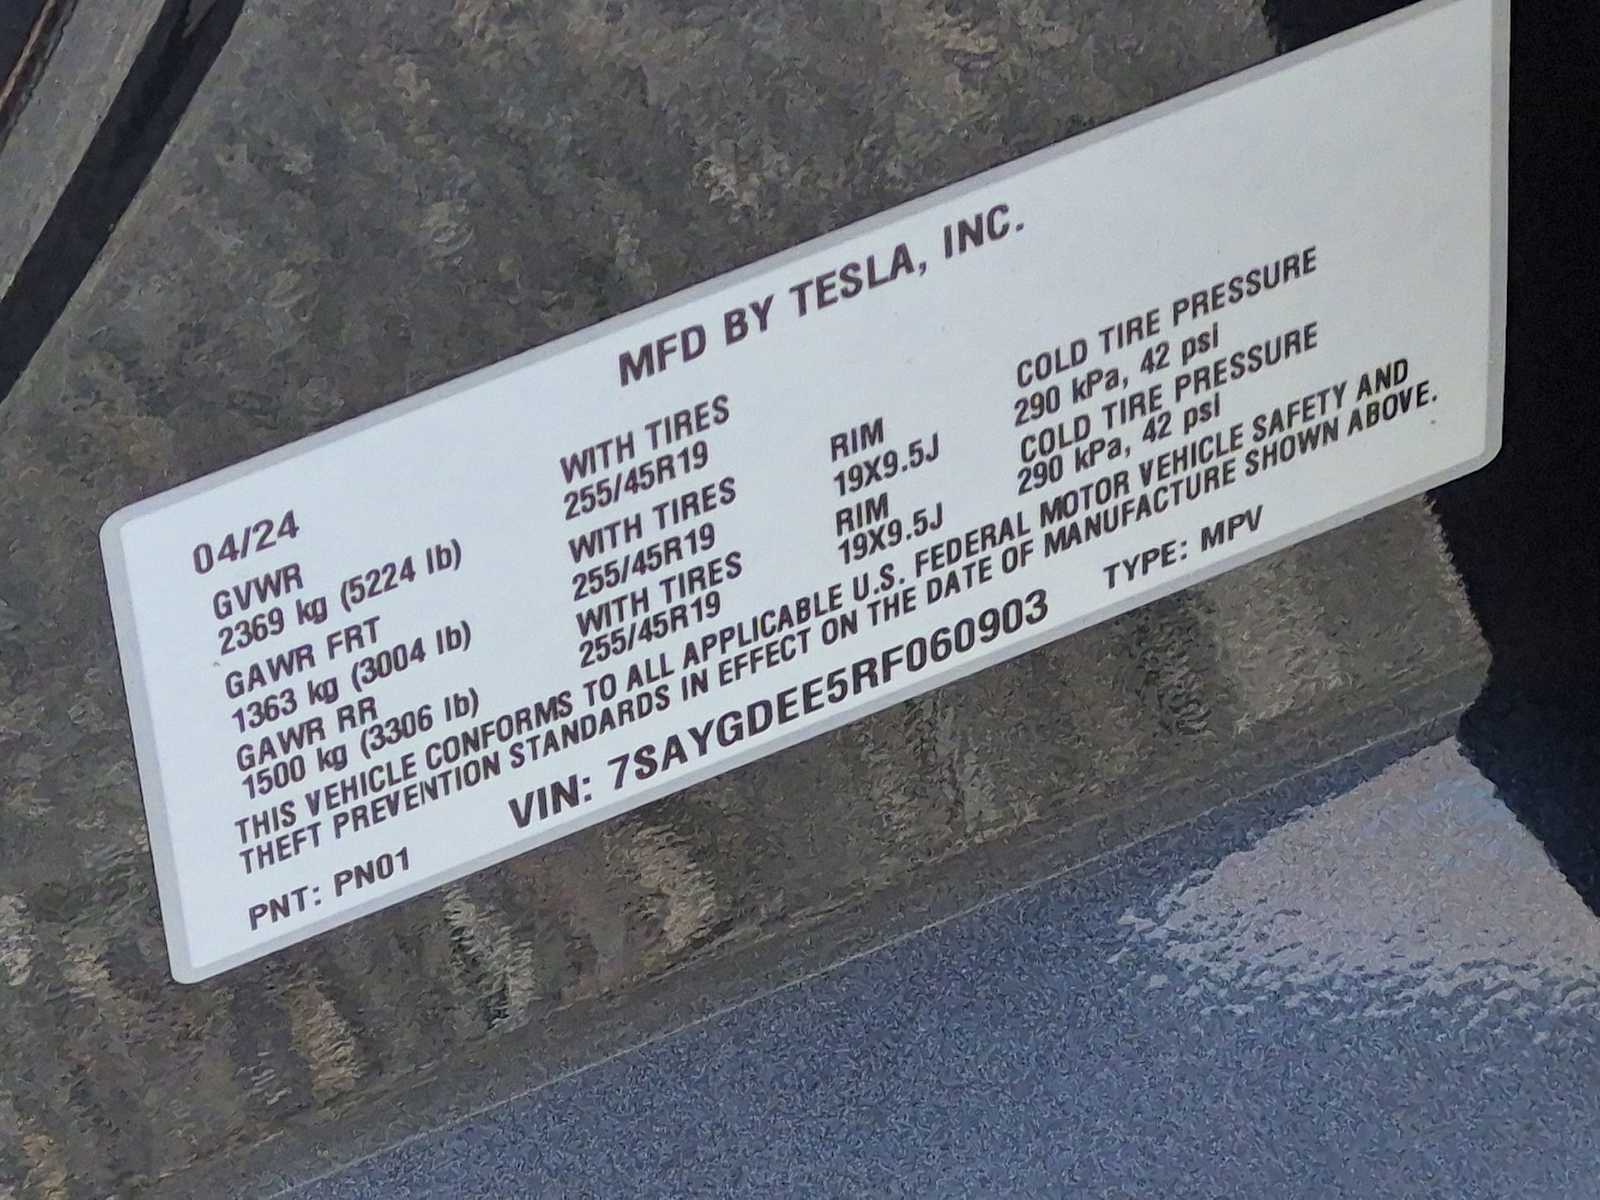 MFD BY TESLA, INC.
04/24
GVWR WITH TIRES RIM COLD TIRE PRESSURE
2369 kg (5224 lb) 255/45R19 19X9.5J 290 kPa, 42 psi
GAWR FRT WITH TIRES RIM COLD TIRE PRESSURE
1363 kg (3004 lb) 255/45R19 19X9.5J 290 kPa, 42 psi
GAWR RR WITH TIRES
1500 kg (3306 lb) 255/45R19
THIS VEHICLE CONFORMS TO ALL APPLICABLE U.S. FEDERAL MOTOR VEHICLE SAFETY AND
THEFT PREVENTION STANDARDS IN EFFECT ON THE DATE OF MANUFACTURE SHOWN ABOVE.
VIN: 7SAYGDEE5RF060903 TYPE: MPV
PNT: PN01